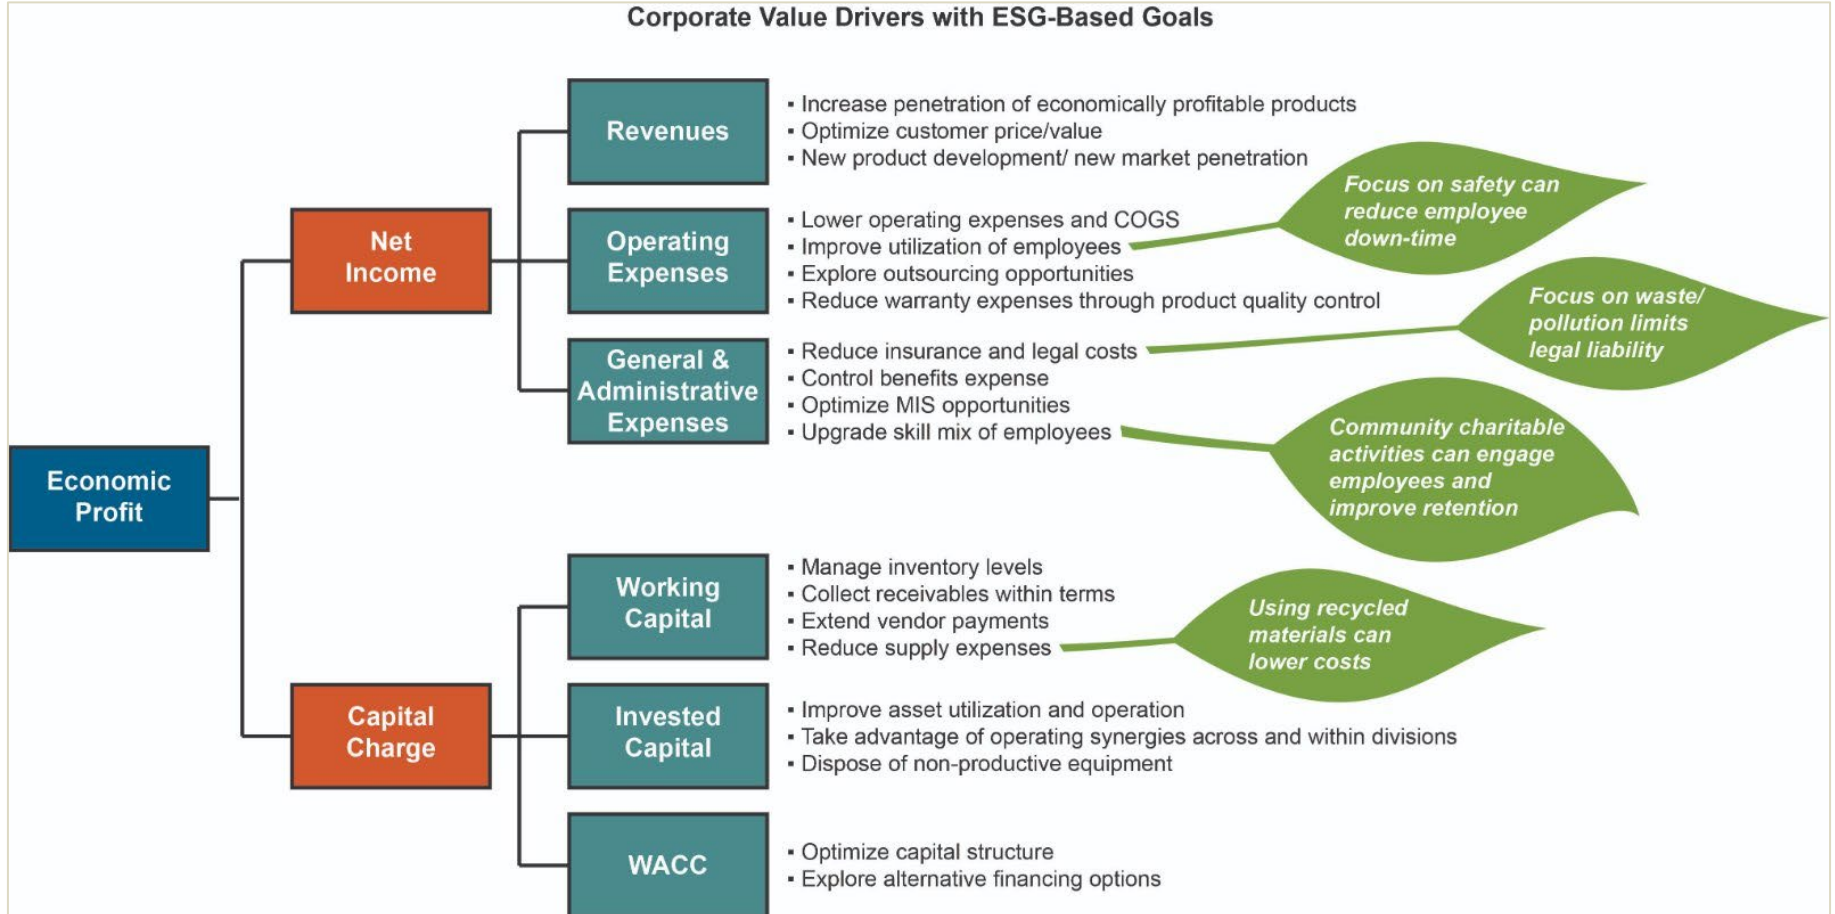 Corporate Value Drivers with ESG-Based Goals
Economic
Profit
Net
Income
Revenues
▪ Increase penetration of economically profitable products
▪ Optimize customer price/value
▪ New product development/ new market penetration
Operating
Expenses
▪ Lower operating expenses and COGS
▪ Improve utilization of employees
▪ Explore outsourcing opportunities
▪ Reduce warranty expenses through product quality control
Focus on safety can
reduce employee
down-time
General &
Administrative
Expenses
▪ Reduce insurance and legal costs
▪ Control benefits expense
▪ Optimize MIS opportunities
▪ Upgrade skill mix of employees
Focus on waste/
pollution limits
legal liability
Community charitable
activities can engage
employees and
improve retention
Capital
Charge
Working
Capital
▪ Manage inventory levels
▪ Collect receivables within terms
▪ Extend vendor payments
▪ Reduce supply expenses
Using recycled
materials can
lower costs
Invested
Capital
▪ Improve asset utilization and operation
▪ Take advantage of operating synergies across and within divisions
▪ Dispose of non-productive equipment
WACC
▪ Optimize capital structure
▪ Explore alternative financing options